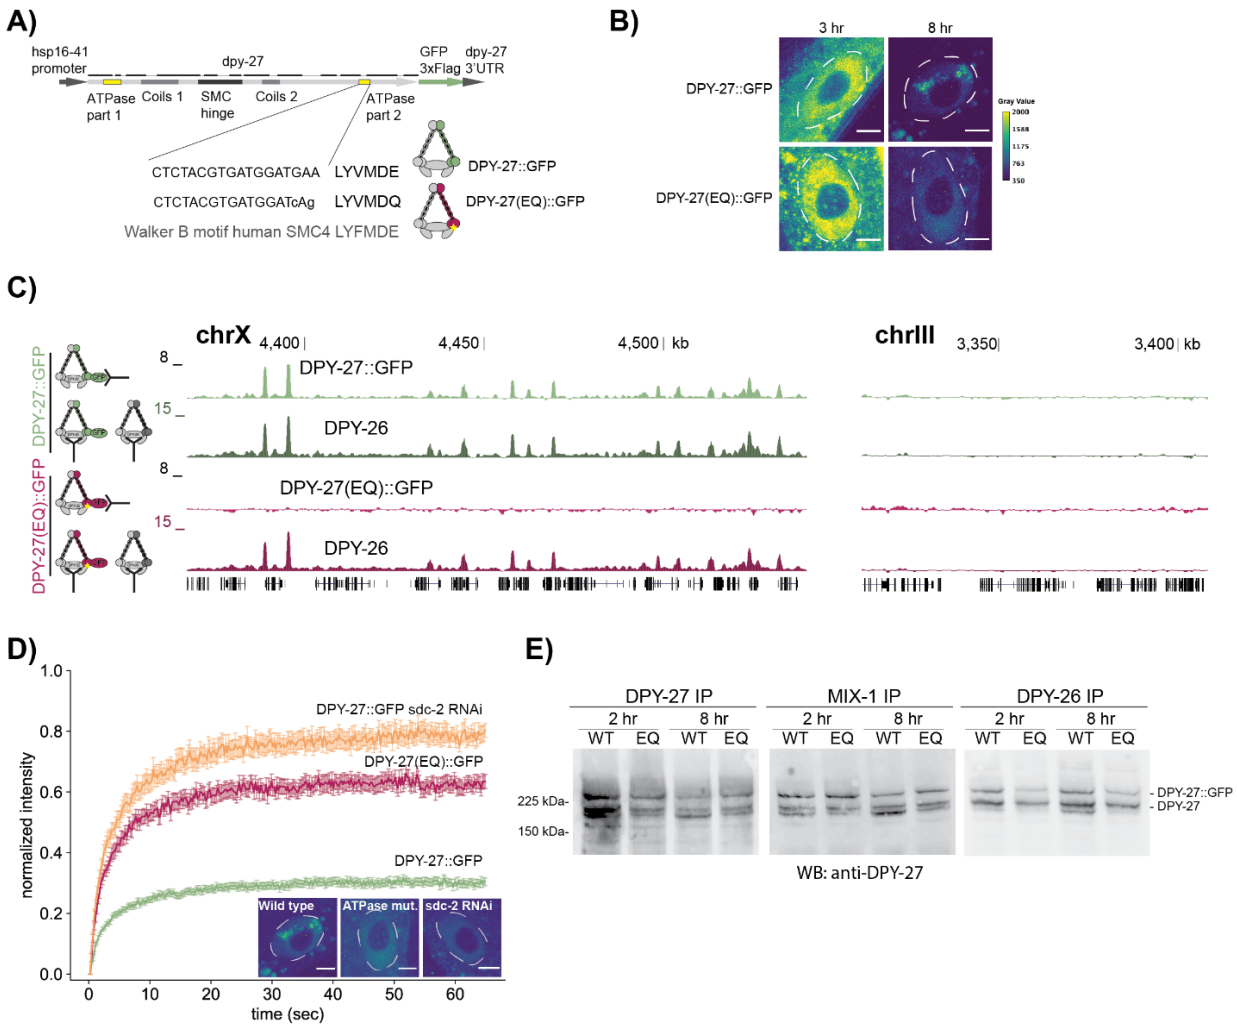 A)
hsp16-41
promoter
dpy-27
GFP
3xFlag
dpy-27
3'UTR
ATPase
part 1
Coils 1
SMC
hinge
Coils 2
ATPase
part 2
CTCTACGTGATGGATGAA LYVMDE DPY-27::GFP
CTCTACGTGATGGATcAg LYVMDQ DPY-27(EQ)::GFP
Walker B motif human SMC4 LYFMDE
B)
3 hr 8 hr
DPY-27::GFP
DPY-27(EQ)::GFP
Gray Value
2000
1588
1175
763
350
C)
chrX 4,400 4,450 4,500 kb
chrIII 3,350 3,400 kb
DPY-27::GFP
8
DPY-27::GFP
15
DPY-26
DPY-27(EQ)::GFP
8
DPY-27(EQ)::GFP
15
DPY-26
D)
normalized intensity
1.0
0.8
0.6
0.4
0.2
0.0
DPY-27::GFP sdc-2 RNAi
DPY-27(EQ)::GFP
DPY-27::GFP
Wild type ATPase mut. sdc-2 RNAi
0 10 20 30 40 50 60
time (sec)
E)
DPY-27 IP MIX-1 IP DPY-26 IP
2 hr 8 hr 2 hr 8 hr 2 hr 8 hr
WT EQ WT EQ WT EQ WT EQ WT EQ WT EQ
225 kDa-
150 kDa-
- DPY-27::GFP
- DPY-27
WB: anti-DPY-27